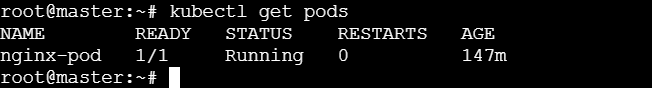 root@master:~# kubectl get pods
NAME READY STATUS RESTARTS AGE
nginx-pod 1/1 Running 0 147m
root@master:~#